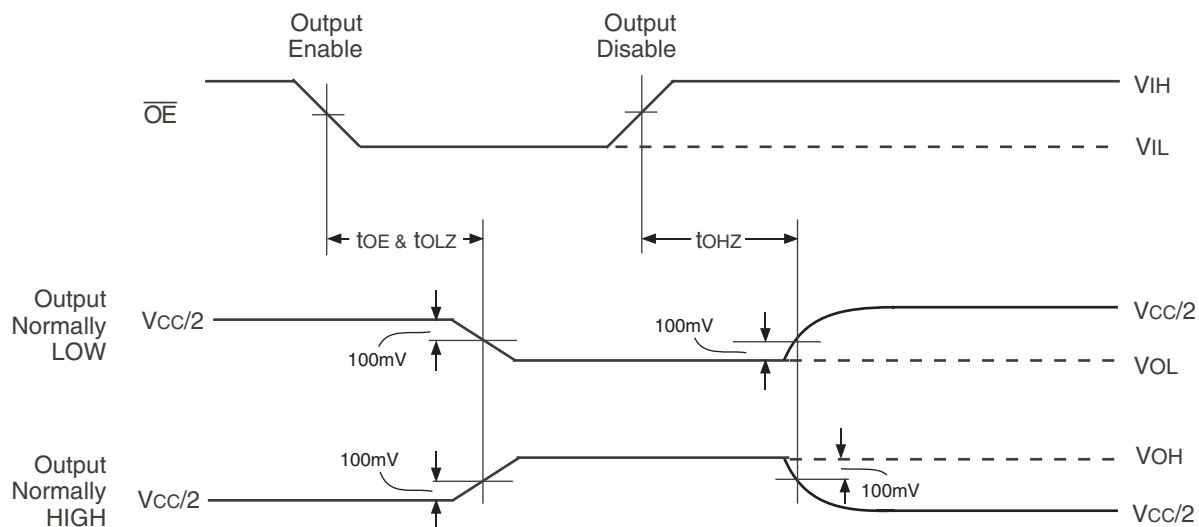 Output
Enable
Output
Disable
OE
VIH
VIL
tOE & tOLZ
tOHZ
Output
Normally
LOW
VCC/2
100mV
100mV
VCC/2
VOL
Output
Normally
HIGH
VCC/2
100mV
VOH
100mV
VCC/2